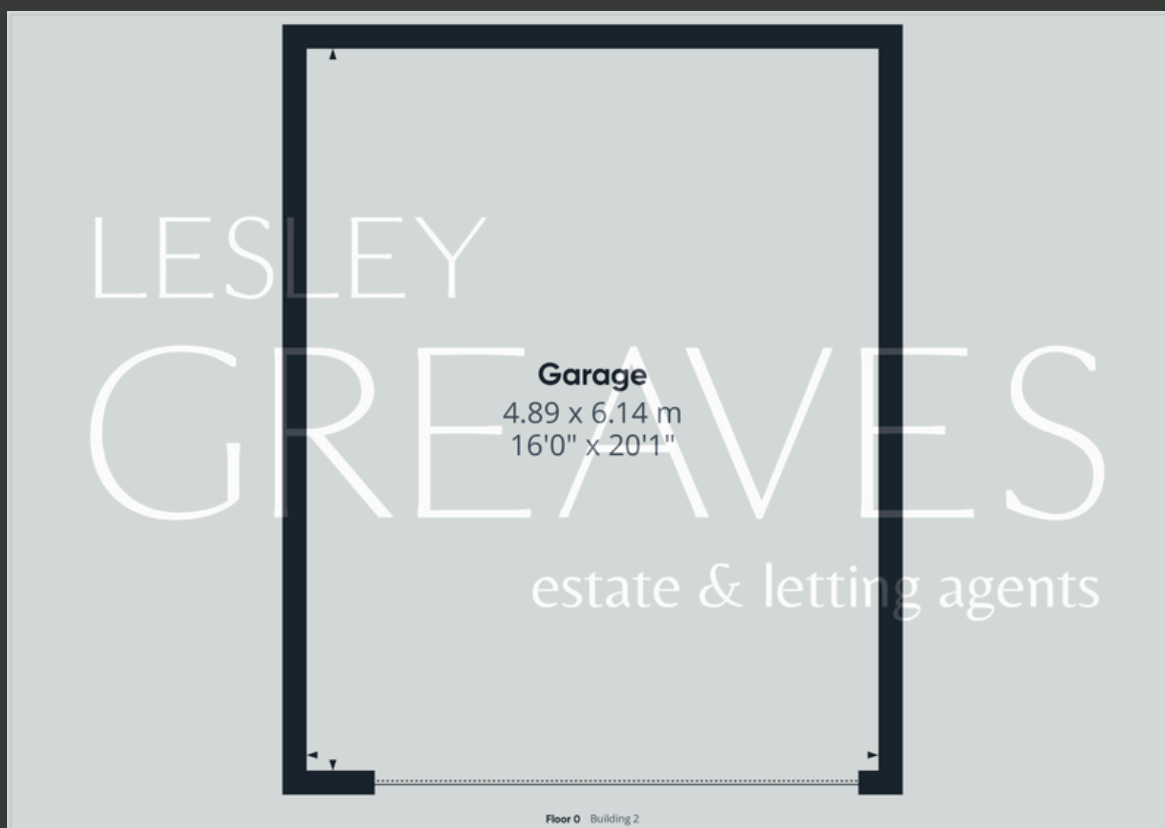 LESLEY
GREAVES
Garage
4.89 x 6.14 m
16'0" x 20'1"
estate & letting agents
Floor 0 Building 2